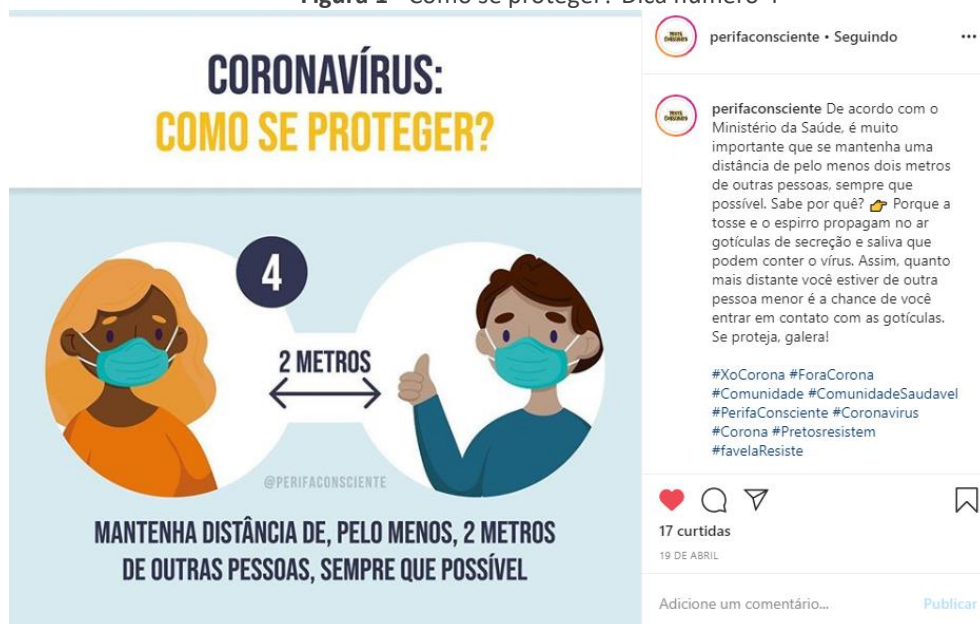 Figura 1 - Como se proteger? Dica número 4
CORONAVÍRUS:
COMO SE PROTEGER?
4
2 METROS
@PERIFACONSCIENTE
MANTENHA DISTÂNCIA DE, PELO MENOS, 2 METROS
DE OUTRAS PESSOAS, SEMPRE QUE POSSÍVEL
perifaconsciente • Seguindo
perifaconsciente De acordo com o
Ministério da Saúde, é muito
importante que se mantenha uma
distância de pelo menos dois metros
de outras pessoas, sempre que
possível. Sabe por quê? 👉 Porque a
tosse e o espirro propagam no ar
gotículas de secreção e saliva que
podem conter o vírus. Assim, quanto
mais distante você estiver de outra
pessoa menor é a chance de você
entrar em contato com as gotículas.
Se proteja, galera!
#XoCorona #ForaCorona
#Comunidade #ComunidadeSaudavel
#PerifaConsciente #Coronavirus
#Corona #Pretosresistem
#favelaResiste
17 curtidas
19 DE ABRIL
Adicione um comentário... Publicar